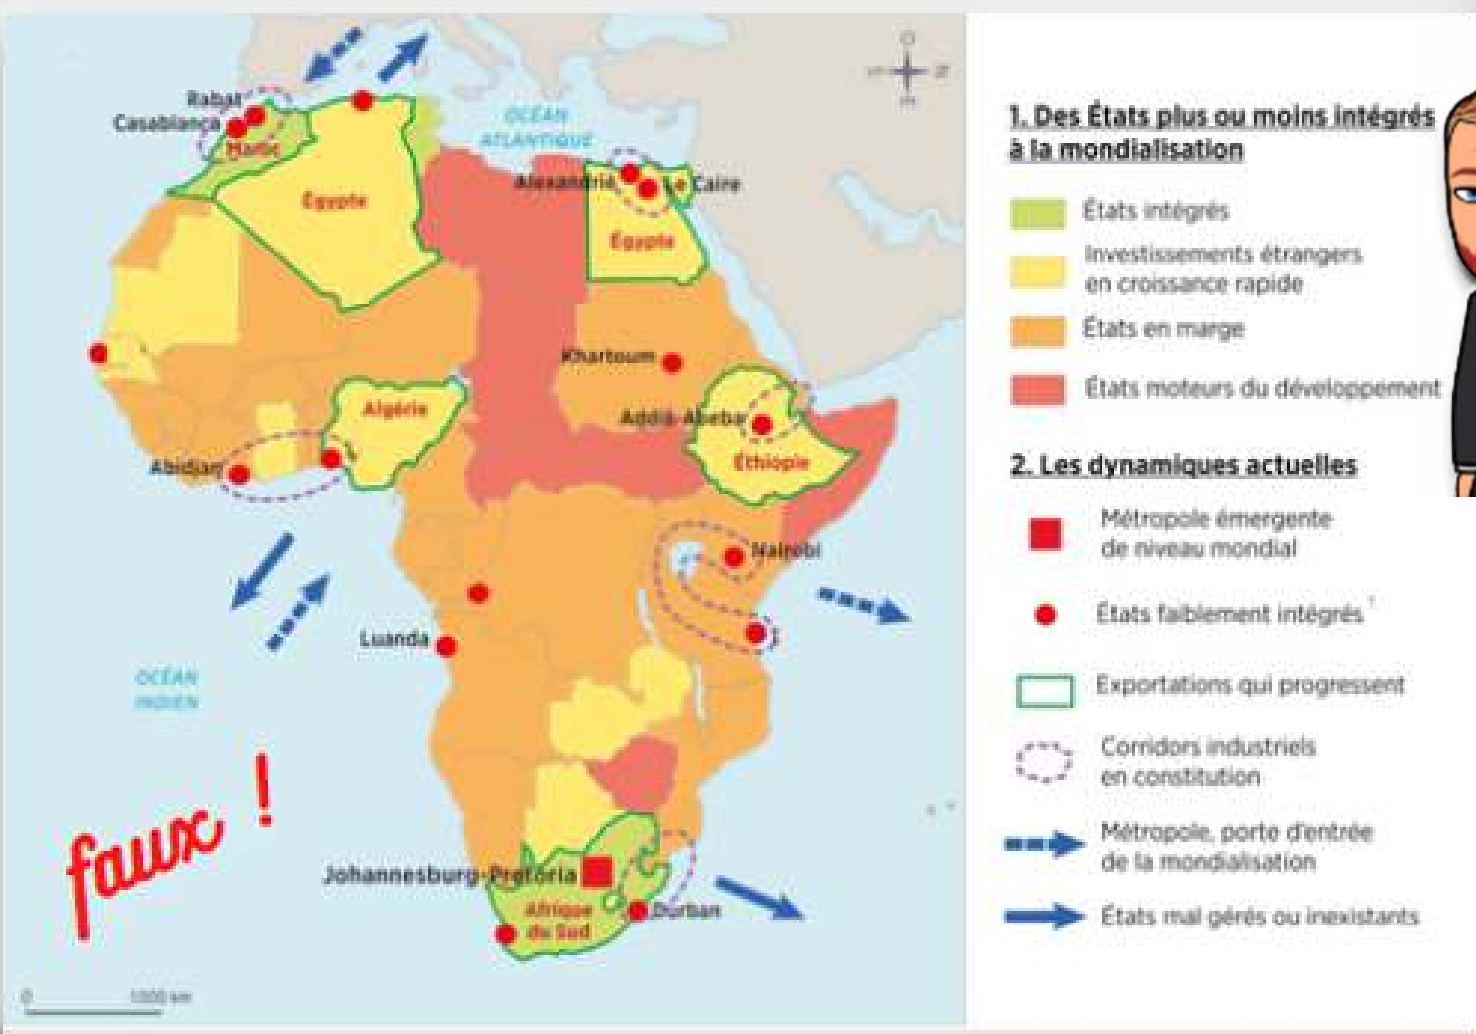 Rabat
Casablanca
Maroc
OCÉAN
ATLANTIQUE
Égypte
Alexandrie
Le Caire
Égypte
Khartoum
Algérie
Addis-Abeba
Éthiopie
Abidjan
Nairobi
Luanda
OCÉAN
INDIEN
faux !
Johannesburg-Pretoria
Afrique
du Sud
Durban
0 1000 km
1. Des États plus ou moins intégrés
à la mondialisation
États intégrés
Investissements étrangers
en croissance rapide
États en marge
États moteurs du développement
2. Les dynamiques actuelles
Métropole émergente
de niveau mondial
États faiblement intégrés
Exportations qui progressent
Corridors industriels
en constitution
Métropole, porte d'entrée
de la mondialisation
États mal gérés ou inexistants